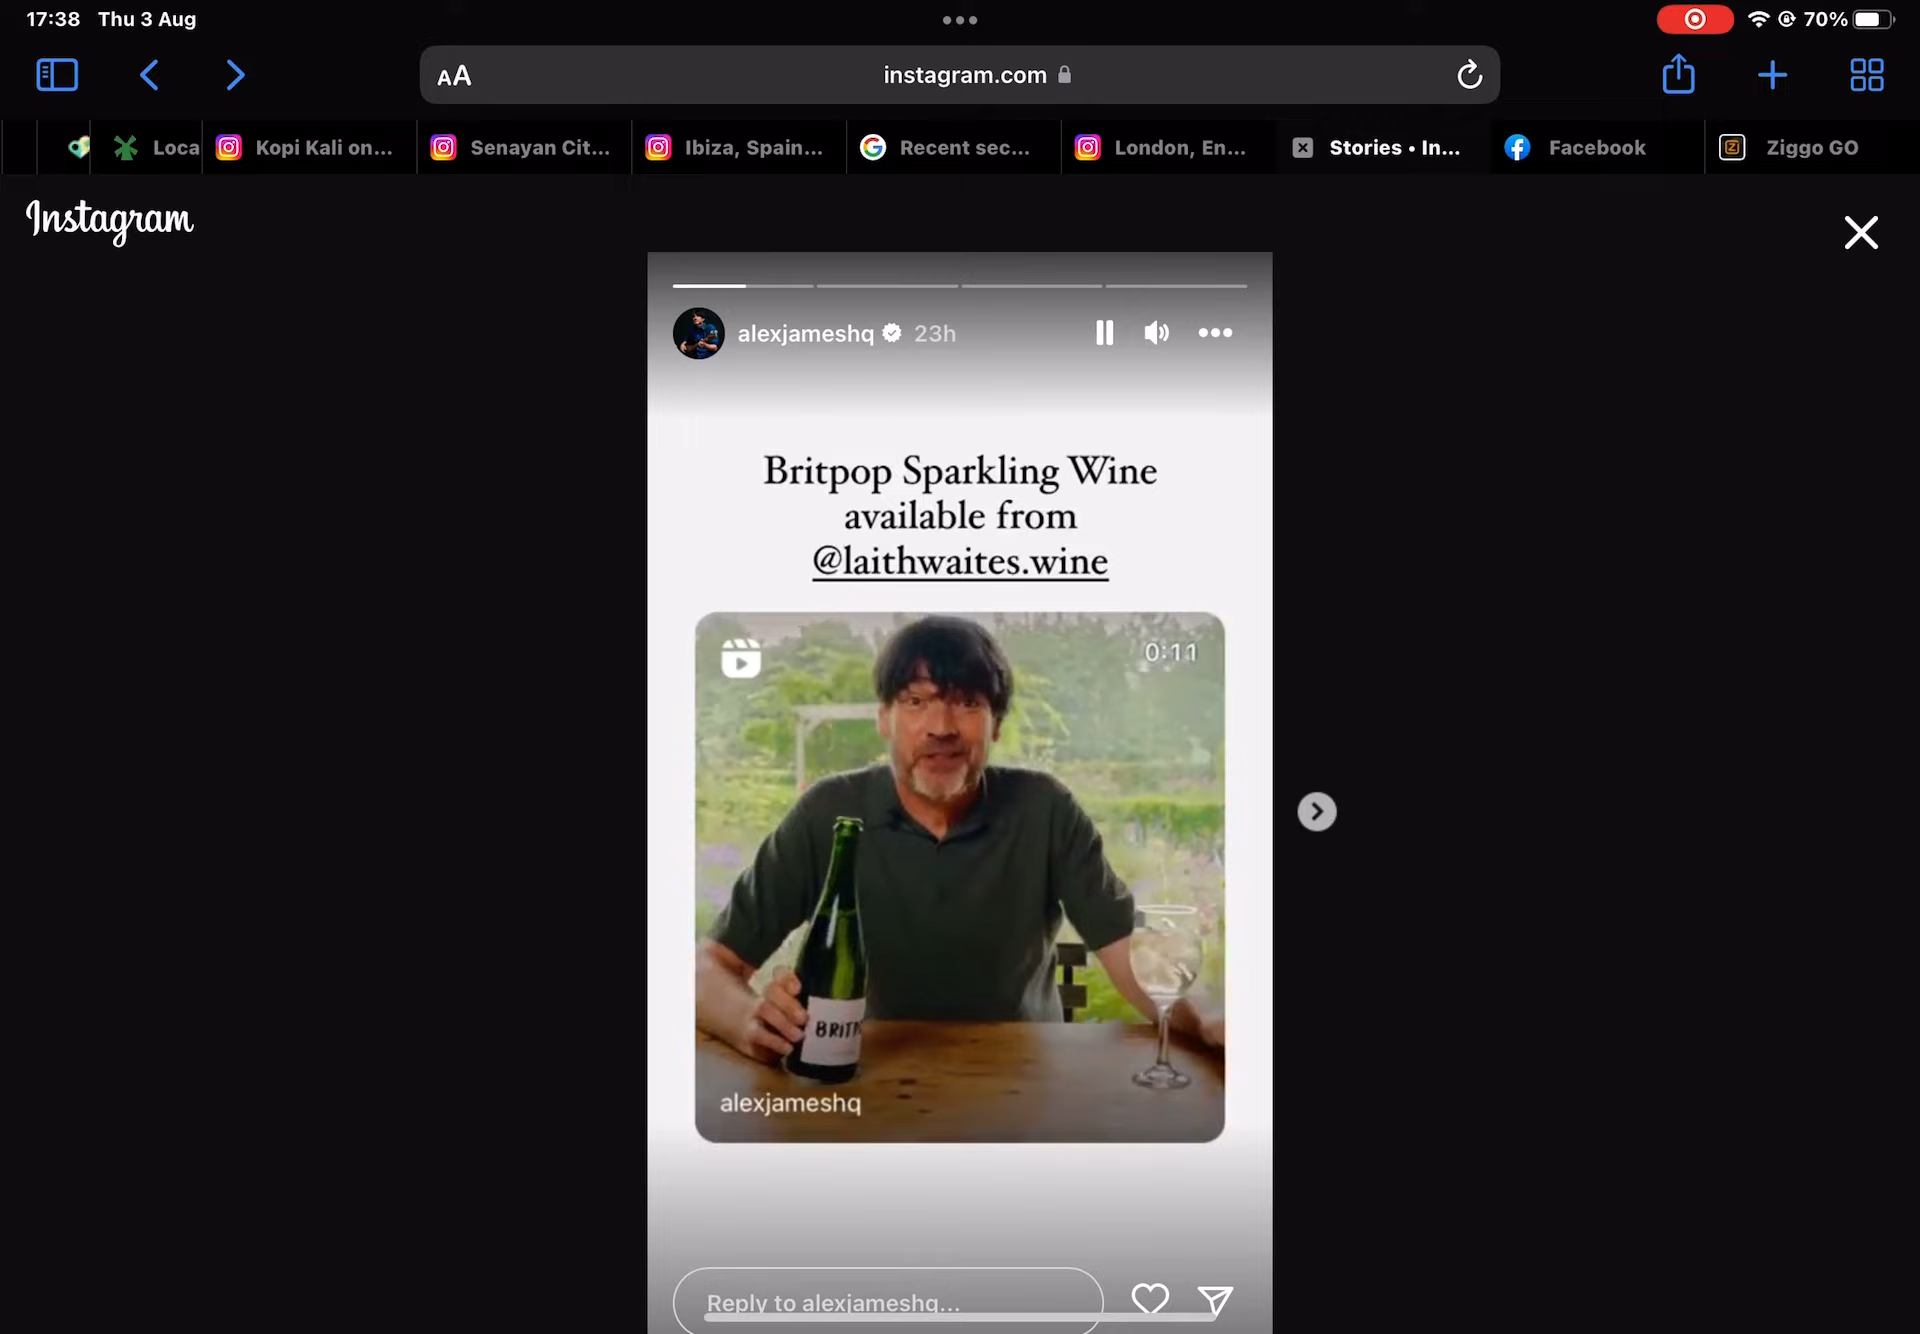 17:38 Thu 3 Aug
70%
AA
instagram.com
Loca
Kopi Kali on...
Senayan Cit...
Ibiza, Spain...
Recent sec...
London, En...
Stories • In...
Facebook
Ziggo GO
Instagram
alexjameshq 23h
Britpop Sparkling Wine
available from
@laithwaites.wine
0:11
BRITP
alexjameshq
Reply to alexjameshq...